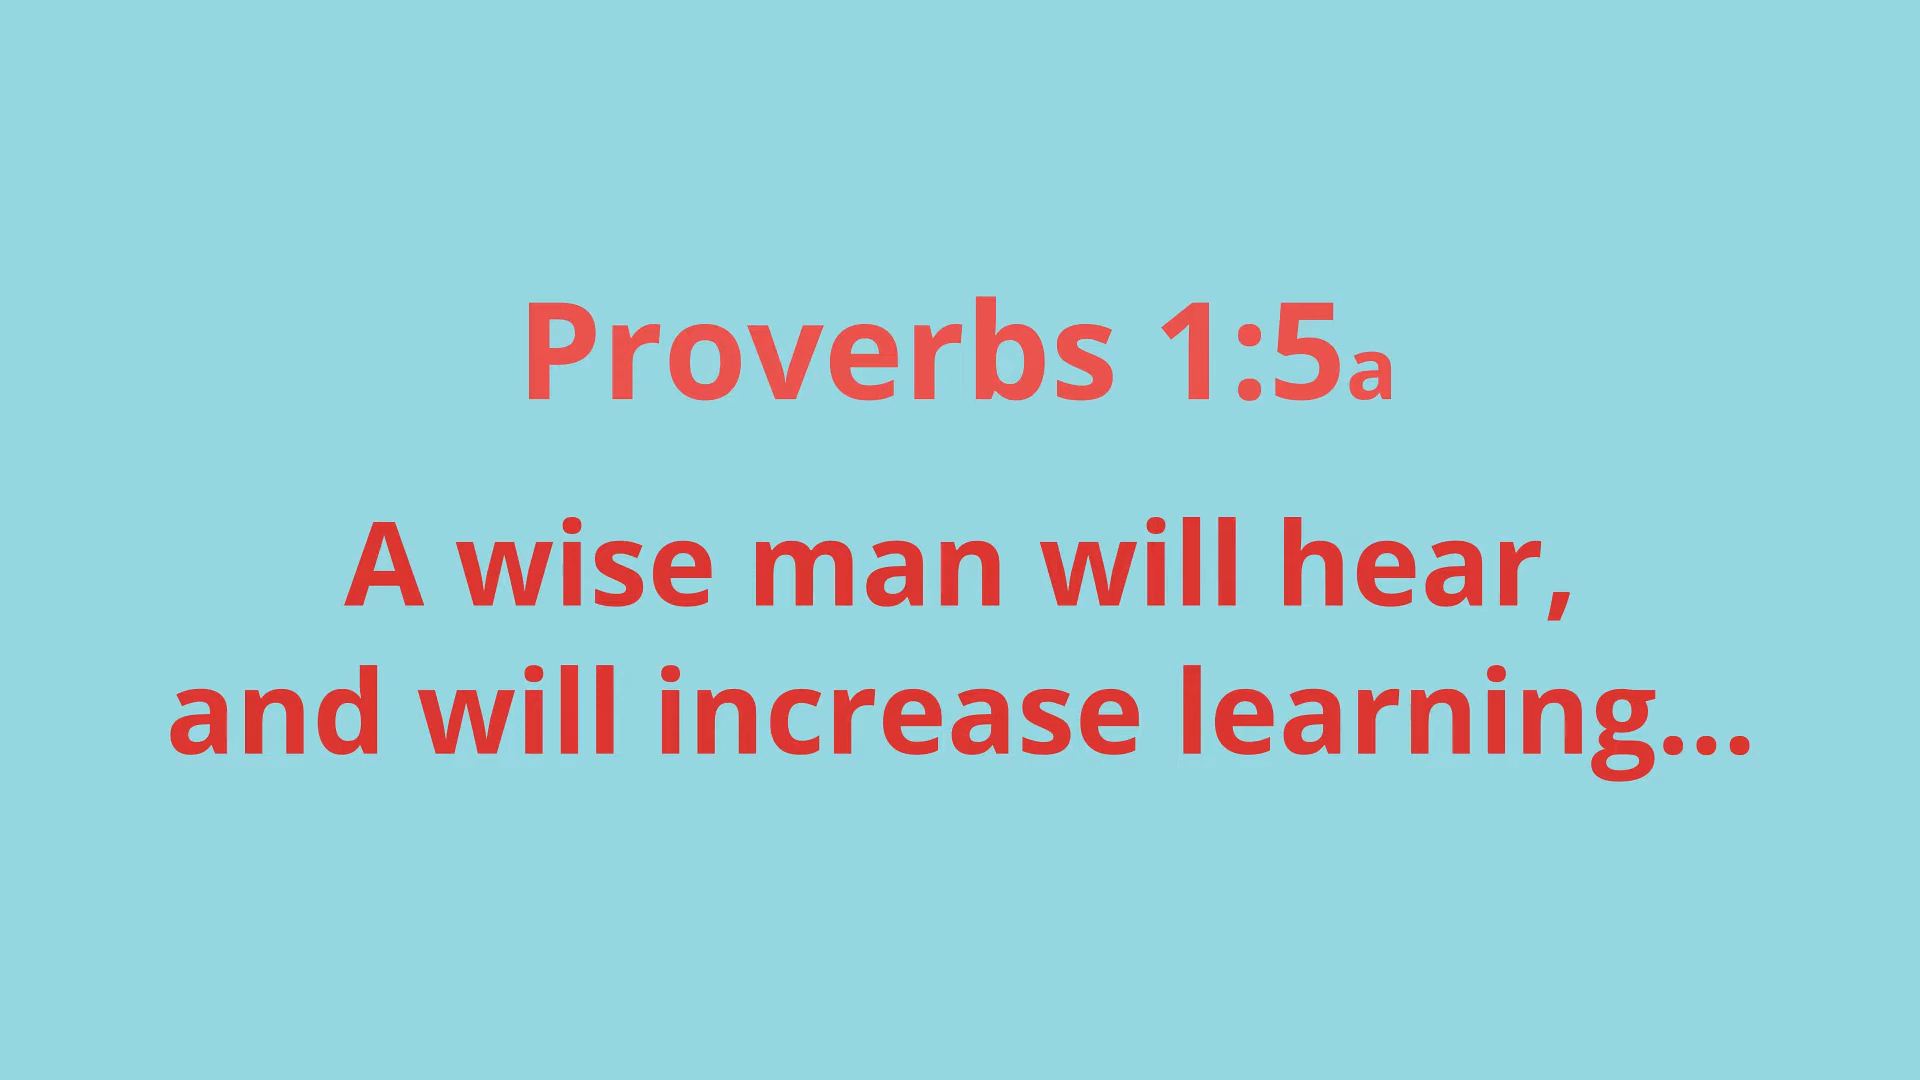 Proverbs 1:5a
A wise man will hear,
and will increase learning...